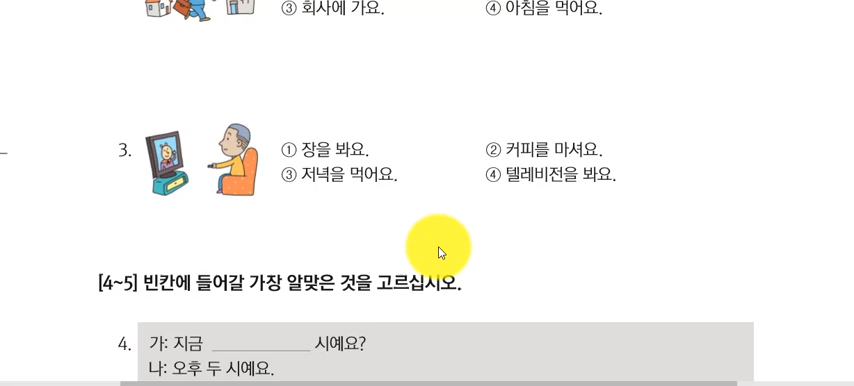 ③ 회사에 가요. ④ 아침을 먹어요.
3. ① 장을 봐요. ② 커피를 마셔요.
③ 저녁을 먹어요. ④ 텔레비전을 봐요.
[4~5] 빈칸에 들어갈 가장 알맞은 것을 고르십시오.
4. 가: 지금 __________ 시예요?
나: 오후 두 시예요.